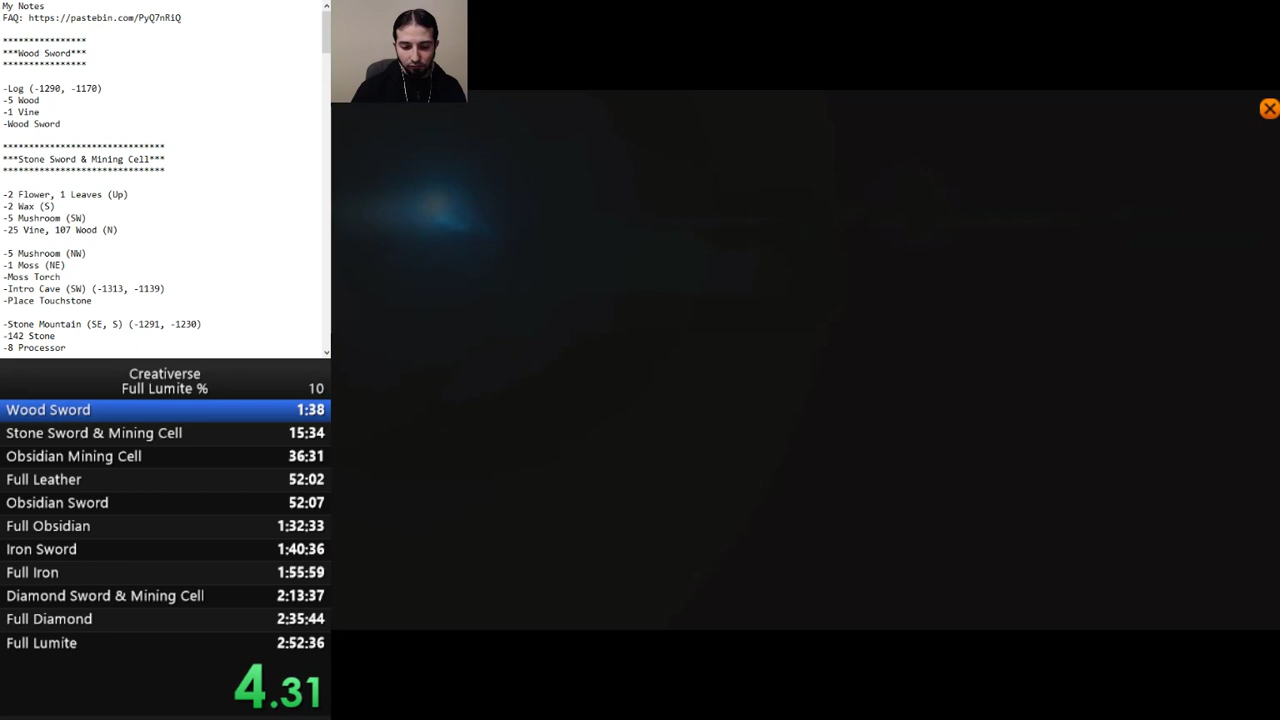 My Notes
FAQ: https://pastebin.com/PyQ7nRiQ
****************
***Wood Sword***
****************
-Log (-1290, -1170)
-5 Wood
-1 Vine
-Wood Sword
*******************************
***Stone Sword & Mining Cell***
*******************************
-2 Flower, 1 Leaves (Up)
-2 Wax (S)
-5 Mushroom (SW)
-25 Vine, 107 Wood (N)
-5 Mushroom (NW)
-1 Moss (NE)
-Moss Torch
-Intro Cave (SW) (-1313, -1139)
-Place Touchstone
-Stone Mountain (SE, S) (-1291, -1230)
-142 Stone
-8 Processor
Creativerse
Full Lumite % 10
Wood Sword 1:38
Stone Sword & Mining Cell 15:34
Obsidian Mining Cell 36:31
Full Leather 52:02
Obsidian Sword 52:07
Full Obsidian 1:32:33
Iron Sword 1:40:36
Full Iron 1:55:59
Diamond Sword & Mining Cell 2:13:37
Full Diamond 2:35:44
Full Lumite 2:52:36
4.31